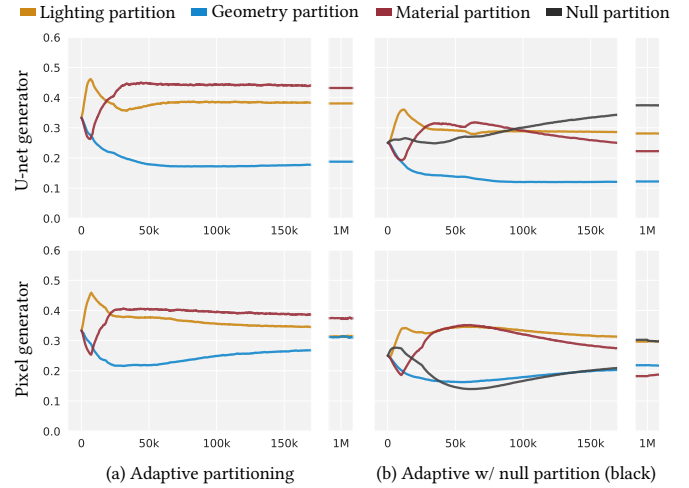 Lighting partition Geometry partition Material partition Null partition
U-net generator
0.6
0.5
0.4
0.3
0.2
0.1
0.0
0 50k 100k 150k 1M
0 50k 100k 150k 1M
Pixel generator
0.6
0.5
0.4
0.3
0.2
0.1
0.0
0 50k 100k 150k 1M
0 50k 100k 150k 1M
(a) Adaptive partitioning
(b) Adaptive w/ null partition (black)